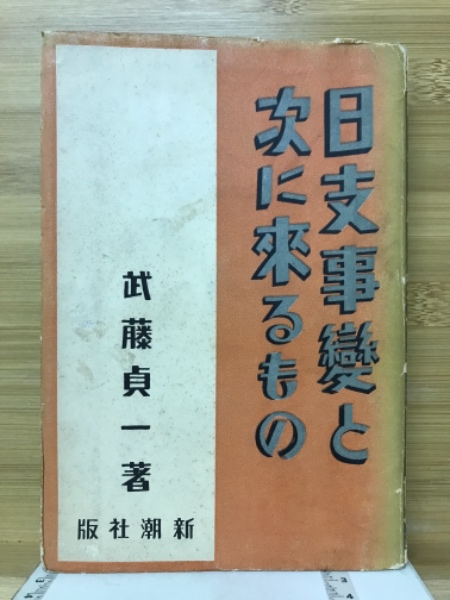 日支事變と
次に來るもの
武藤貞一著
新潮社版